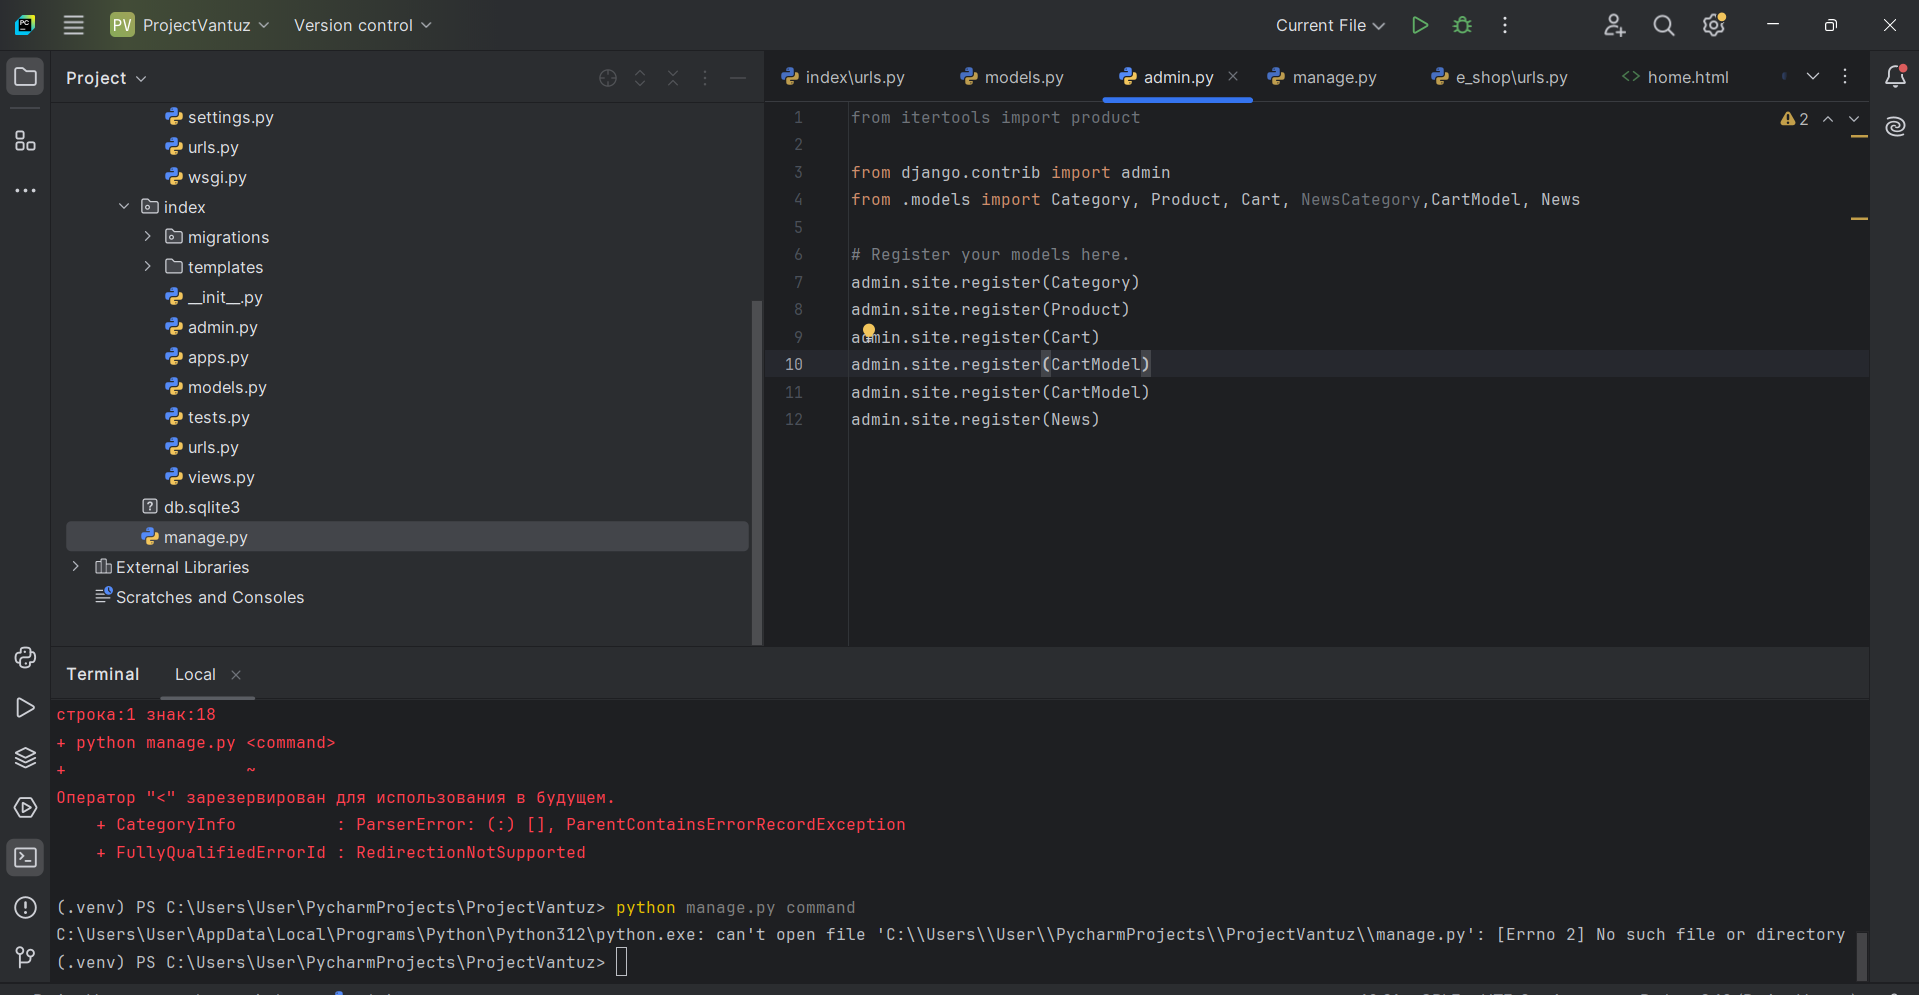 PC
PV ProjectVantuz
Version control
Current File
Project
settings.py
urls.py
wsgi.py
index
migrations
templates
__init__.py
admin.py
apps.py
models.py
tests.py
urls.py
views.py
db.sqlite3
manage.py
External Libraries
Scratches and Consoles
index\urls.py
models.py
admin.py
manage.py
e_shop\urls.py
<> home.html
2
1 from itertools import product
2
3 from django.contrib import admin
4 from .models import Category, Product, Cart, NewsCategory,CartModel, News
5
6 # Register your models here.
7 admin.site.register(Category)
8 admin.site.register(Product)
9 admin.site.register(Cart)
10 admin.site.register(CartModel)
11 admin.site.register(CartModel)
12 admin.site.register(News)
Terminal
Local
строка:1 знак:18
+ python manage.py <command>
+                  ~
Оператор "<" зарезервирован для использования в будущем.
    + CategoryInfo          : ParserError: (:) [], ParentContainsErrorRecordException
    + FullyQualifiedErrorId : RedirectionNotSupported
(.venv) PS C:\Users\User\PycharmProjects\ProjectVantuz> python manage.py command
C:\Users\User\AppData\Local\Programs\Python\Python312\python.exe: can't open file 'C:\\Users\\User\\PycharmProjects\\ProjectVantuz\\manage.py': [Errno 2] No such file or directory
(.venv) PS C:\Users\User\PycharmProjects\ProjectVantuz>